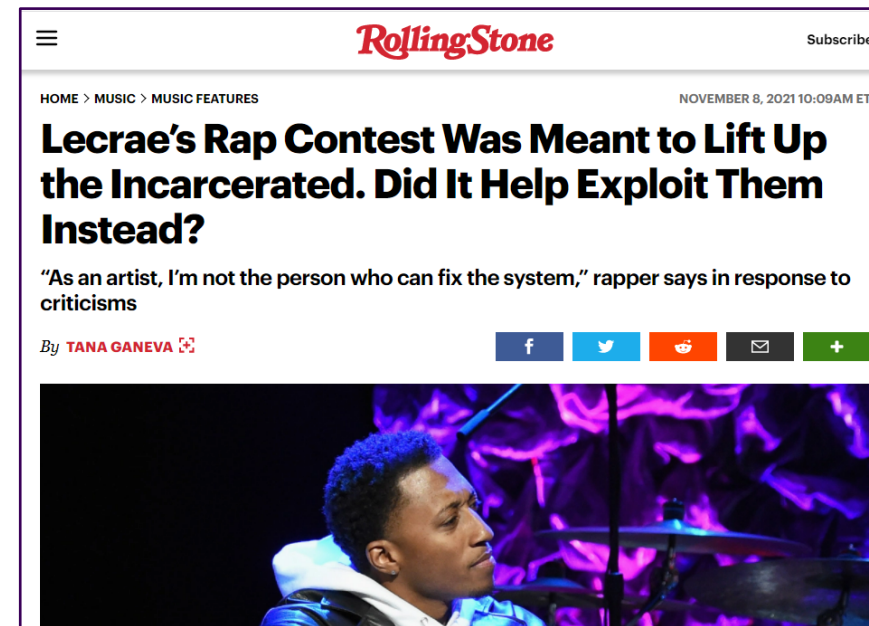 RollingStone
Subscribe
HOME > MUSIC > MUSIC FEATURES
NOVEMBER 8, 2021 10:09AM ET
Lecrae’s Rap Contest Was Meant to Lift Up
the Incarcerated. Did It Help Exploit Them
Instead?
“As an artist, I’m not the person who can fix the system,” rapper says in response to
criticisms
By TANA GANEVA